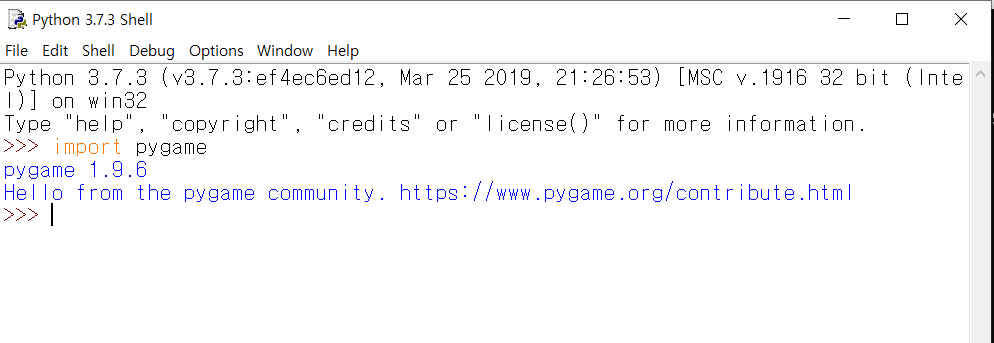 Python 3.7.3 Shell
File Edit Shell Debug Options Window Help
Python 3.7.3 (v3.7.3:ef4ec6ed12, Mar 25 2019, 21:26:53) [MSC v.1916 32 bit (Inte
l)] on win32
Type "help", "copyright", "credits" or "license()" for more information.
>>> import pygame
pygame 1.9.6
Hello from the pygame community. https://www.pygame.org/contribute.html
>>>